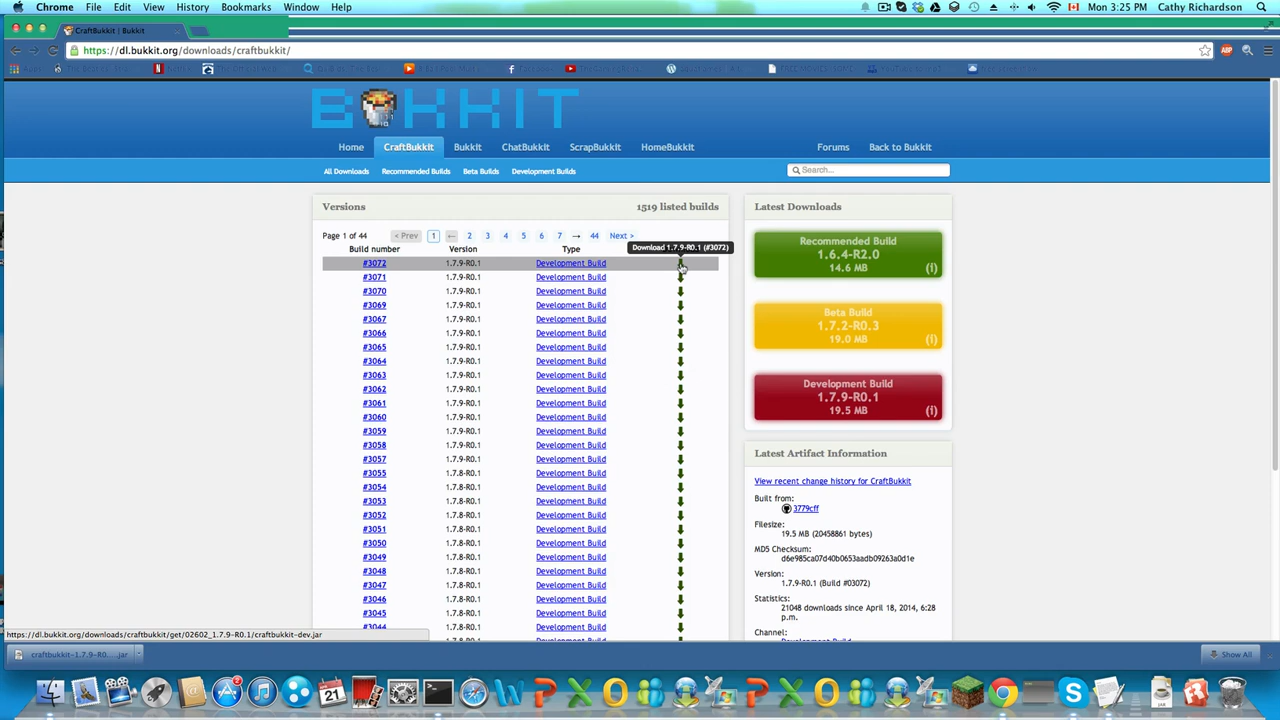 Chrome File Edit View History Bookmarks Window Help Mon 3:25 PM Cathy Richardson
CraftBukkit | Bukkit
https://dl.bukkit.org/downloads/craftbukkit/
BUKKIT
Home CraftBukkit Bukkit ChatBukkit ScrapBukkit HomeBukkit Forums Back to Bukkit
All Downloads Recommended Builds Beta Builds Development Builds Search...
Versions 1519 listed builds
Page 1 of 44 < Prev 1 ← 2 3 4 5 6 7 → 44 Next >
Download 1.7.9-R0.1 (#3072)
Build number Version Type
#3072 1.7.9-R0.1 Development Build
#3071 1.7.9-R0.1 Development Build
#3070 1.7.9-R0.1 Development Build
#3069 1.7.9-R0.1 Development Build
#3067 1.7.9-R0.1 Development Build
#3066 1.7.9-R0.1 Development Build
#3065 1.7.9-R0.1 Development Build
#3064 1.7.9-R0.1 Development Build
#3063 1.7.9-R0.1 Development Build
#3062 1.7.9-R0.1 Development Build
#3061 1.7.9-R0.1 Development Build
#3060 1.7.9-R0.1 Development Build
#3059 1.7.9-R0.1 Development Build
#3058 1.7.9-R0.1 Development Build
#3057 1.7.9-R0.1 Development Build
#3055 1.7.8-R0.1 Development Build
#3054 1.7.8-R0.1 Development Build
#3053 1.7.8-R0.1 Development Build
#3052 1.7.8-R0.1 Development Build
#3051 1.7.8-R0.1 Development Build
#3050 1.7.8-R0.1 Development Build
#3049 1.7.8-R0.1 Development Build
#3048 1.7.8-R0.1 Development Build
#3047 1.7.8-R0.1 Development Build
#3046 1.7.8-R0.1 Development Build
#3045 1.7.8-R0.1 Development Build
#3044 1.7.8-R0.1 Development Build
Latest Downloads
Recommended Build
1.6.4-R2.0
14.6 MB (i)
Beta Build
1.7.2-R0.3
19.0 MB (i)
Development Build
1.7.9-R0.1
19.5 MB (i)
Latest Artifact Information
View recent change history for CraftBukkit
Built from:
3779cff
Filesize:
19.5 MB (20458861 bytes)
MD5 Checksum:
d6e985ca07d40b0653aadb09263a0d1e
Version:
1.7.9-R0.1 (Build #03072)
Statistics:
21048 downloads since April 18, 2014, 6:28
p.m.
Channel:
https://dl.bukkit.org/downloads/craftbukkit/get/02602_1.7.9-R0.1/craftbukkit-dev.jar
craftbukkit-1.7.9-R0....jar Show All